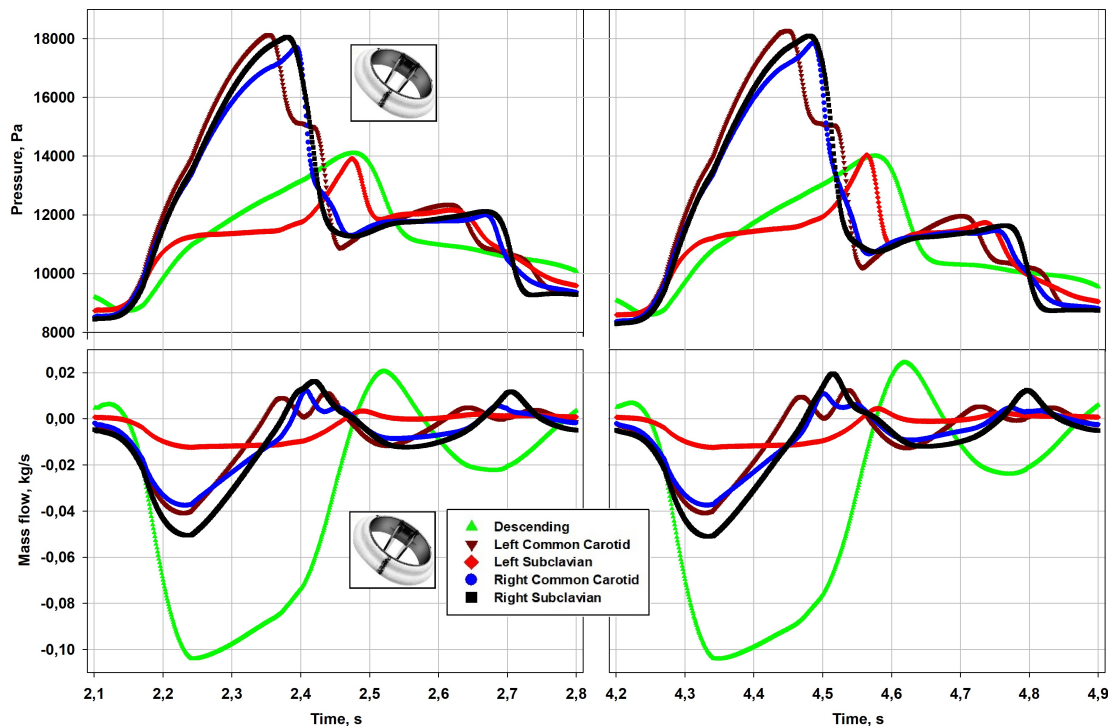 18000
16000
14000
12000
10000
8000
Pressure, Pa
0,02
0,00
-0,02
-0,04
-0,06
-0,08
-0,10
Mass flow, kg/s
Descending
Left Common Carotid
Left Subclavian
Right Common Carotid
Right Subclavian
2,1 2,2 2,3 2,4 2,5 2,6 2,7 2,8
4,2 4,3 4,4 4,5 4,6 4,7 4,8 4,9
Time, s
Time, s